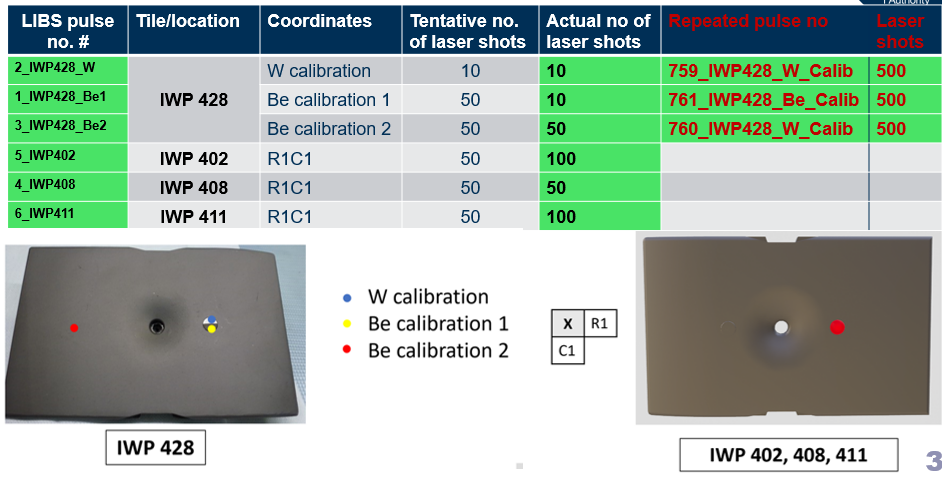 Authority
LIBS pulse no. # Tile/location Coordinates Tentative no. of laser shots Actual no of laser shots Repeated pulse no Laser shots
2_IWP428_W IWP 428 W calibration 10 10 759_IWP428_W_Calib 500
1_IWP428_Be1 Be calibration 1 50 10 761_IWP428_Be_Calib 500
3_IWP428_Be2 Be calibration 2 50 50 760_IWP428_W_Calib 500
5_IWP402 IWP 402 R1C1 50 100
4_IWP408 IWP 408 R1C1 50 50
6_IWP411 IWP 411 R1C1 50 100
W calibration
Be calibration 1
Be calibration 2
X R1
C1
IWP 428
IWP 402, 408, 411
3